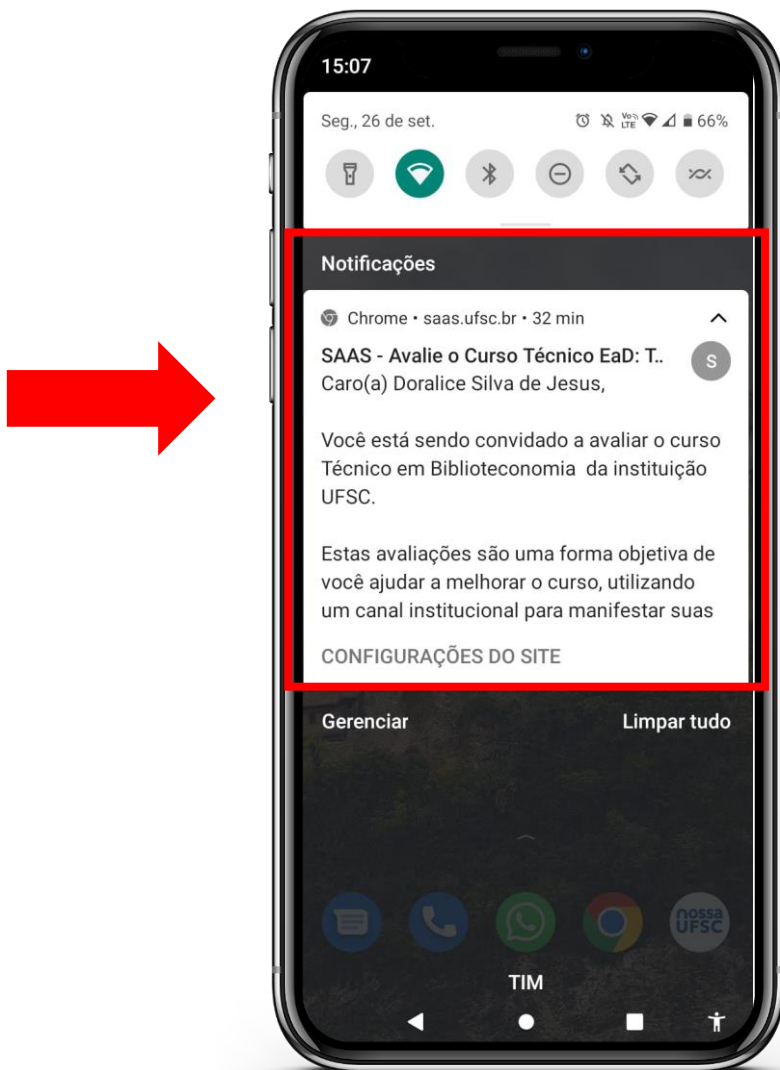 15:07
Seg., 26 de set.
Vo)) LTE 66%
Notificações
Chrome • saas.ufsc.br • 32 min
SAAS - Avalie o Curso Técnico EaD: T..
S
Caro(a) Doralice Silva de Jesus,
Você está sendo convidado a avaliar o curso
Técnico em Biblioteconomia da instituição
UFSC.
Estas avaliações são uma forma objetiva de
você ajudar a melhorar o curso, utilizando
um canal institucional para manifestar suas
CONFIGURAÇÕES DO SITE
Gerenciar Limpar tudo
nossa
UFSC
TIM